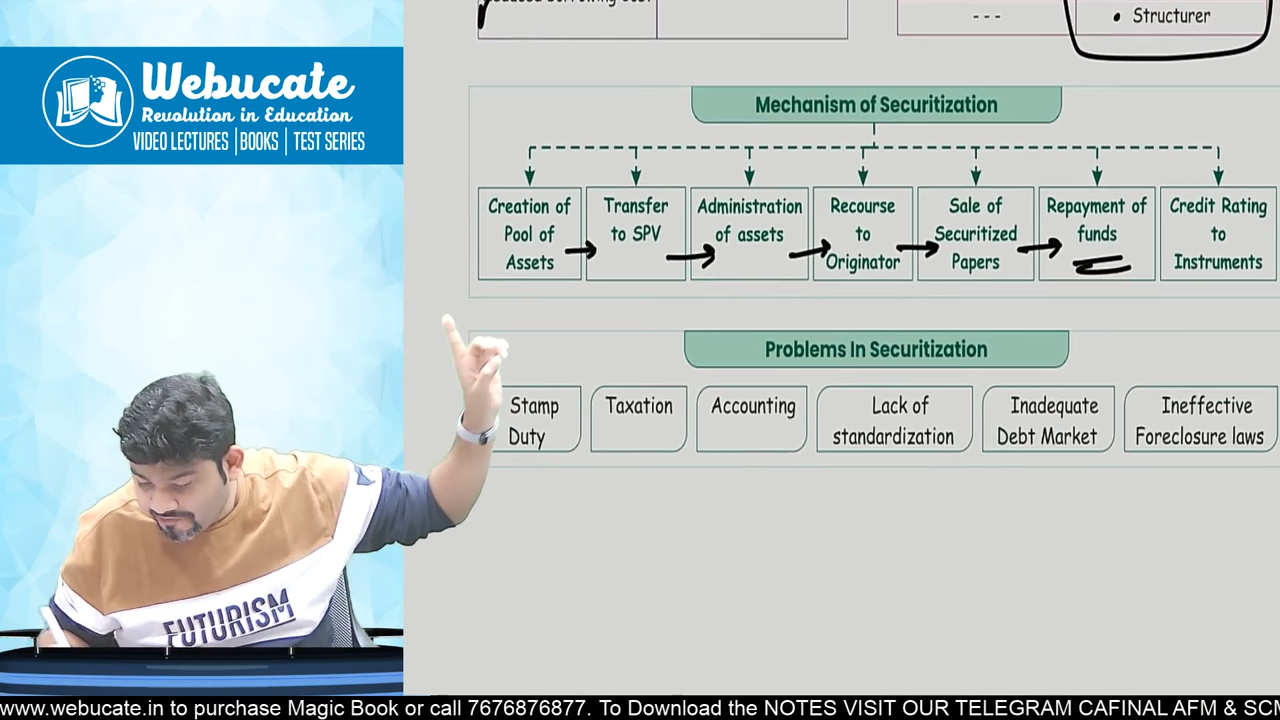 Webucate
Revolution in Education
VIDEO LECTURES | BOOKS | TEST SERIES
- - -
• Structurer
Mechanism of Securitization
Creation of
Pool of
Assets
Transfer
to SPV
Administration
of assets
Recourse
to
Originator
Sale of
Securitized
Papers
Repayment of
funds
Credit Rating
to
Instruments
Problems In Securitization
Stamp
Duty
Taxation
Accounting
Lack of
standardization
Inadequate
Debt Market
Ineffective
Foreclosure laws
FUTURISM
www.webucate.in to purchase Magic Book or call 7676876877. To Download the NOTES VISIT OUR TELEGRAM CAFINAL AFM & SCM